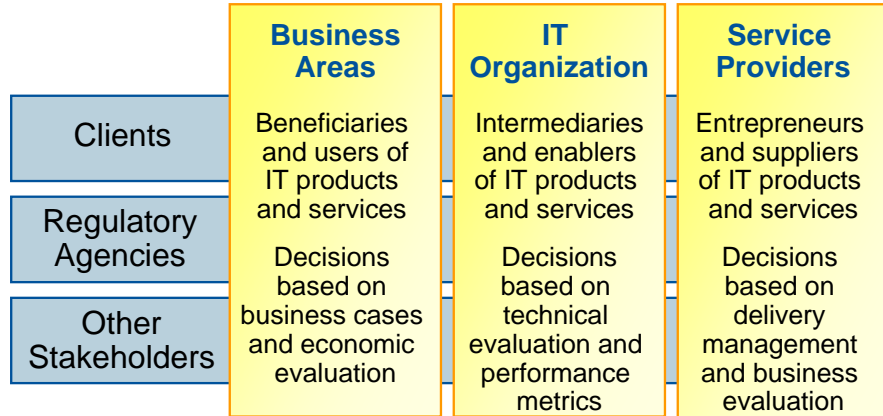 Business
Areas
IT
Organization
Service
Providers
Clients
Regulatory
Agencies
Other
Stakeholders
Beneficiaries
and users of
IT products
and services
Decisions
based on
business cases
and economic
evaluation
Intermediaries
and enablers
of IT products
and services
Decisions
based on
technical
evaluation and
performance
metrics
Entrepreneurs
and suppliers
of IT products
and services
Decisions
based on
delivery
management
and business
evaluation